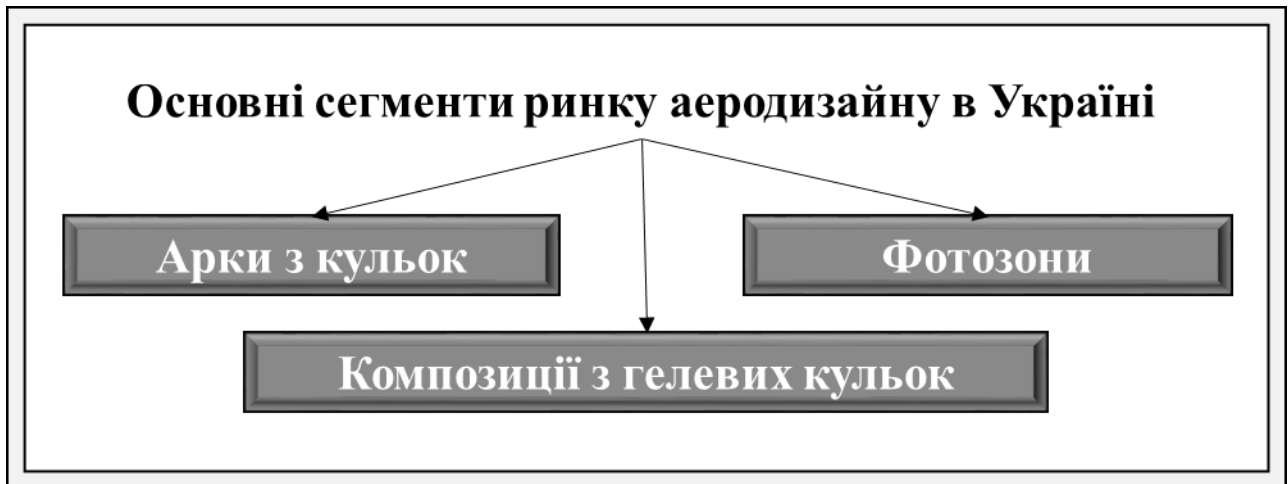 Основні сегменти ринку аеродизайну в Україні
Арки з кульок
Фотозони
Композиції з гелевих кульок